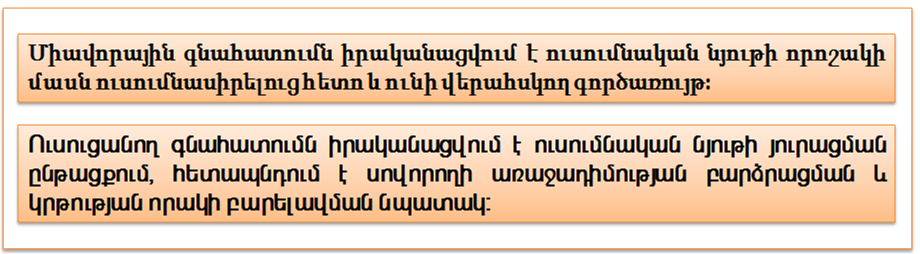 Միավորային գնահատումն իրականացվում է ուսումնական նյութի որոշակի
մասն ուսումնասիրելուց հետո և ունի վերահսկող գործառույթ:
Ուսուցանող գնահատումն իրականացվում է ուսումնական նյութի յուրացման
ընթացքում, հետապնդում է սովորողի առաջադիմության բարձրացման և
կրթության որակի բարելավման նպատակ: